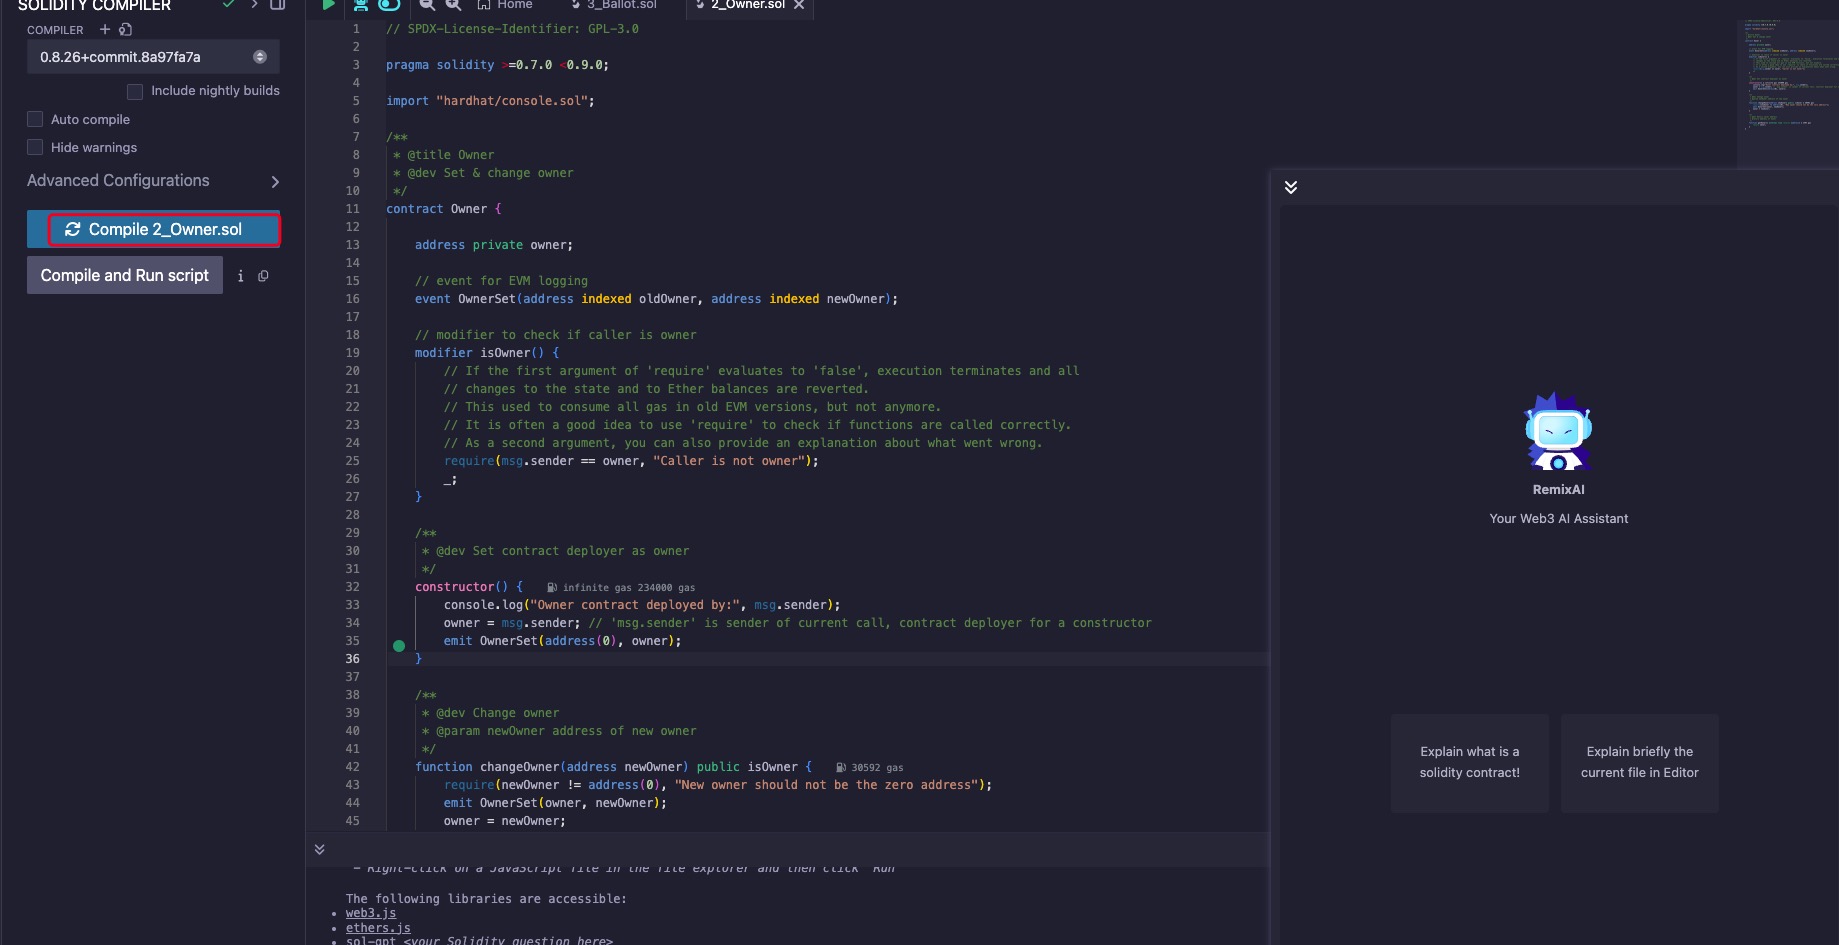 SOLIDITY COMPILER
COMPILER
0.8.26+commit.8a97fa7a
Include nightly builds
Auto compile
Hide warnings
Advanced Configurations
Compile 2_Owner.sol
Compile and Run script
Home
3_Ballot.sol
2_Owner.sol
1 // SPDX-License-Identifier: GPL-3.0
2
3 pragma solidity >=0.7.0 <0.9.0;
4
5 import "hardhat/console.sol";
6
7 /**
8 * @title Owner
9 * @dev Set & change owner
10 */
11 contract Owner {
12
13 address private owner;
14
15 // event for EVM logging
16 event OwnerSet(address indexed oldOwner, address indexed newOwner);
17
18 // modifier to check if caller is owner
19 modifier isOwner() {
20 // If the first argument of 'require' evaluates to 'false', execution terminates and all
21 // changes to the state and to Ether balances are reverted.
22 // This used to consume all gas in old EVM versions, but not anymore.
23 // It is often a good idea to use 'require' to check if functions are called correctly.
24 // As a second argument, you can also provide an explanation about what went wrong.
25 require(msg.sender == owner, "Caller is not owner");
26 _;
27 }
28
29 /**
30 * @dev Set contract deployer as owner
31 */
32 constructor() { infinite gas 234000 gas
33 console.log("Owner contract deployed by:", msg.sender);
34 owner = msg.sender; // 'msg.sender' is sender of current call, contract deployer for a constructor
35 emit OwnerSet(address(0), owner);
36 }
37
38 /**
39 * @dev Change owner
40 * @param newOwner address of new owner
41 */
42 function changeOwner(address newOwner) public isOwner { 30592 gas
43 require(newOwner != address(0), "New owner should not be the zero address");
44 emit OwnerSet(owner, newOwner);
45 owner = newOwner;
- Right-click on a JavaScript file in the file explorer and then click `Run`
The following libraries are accessible:
• web3.js
• ethers.js
• sol-gpt <your Solidity question here>
RemixAI
Your Web3 AI Assistant
Explain what is a
solidity contract!
Explain briefly the
current file in Editor